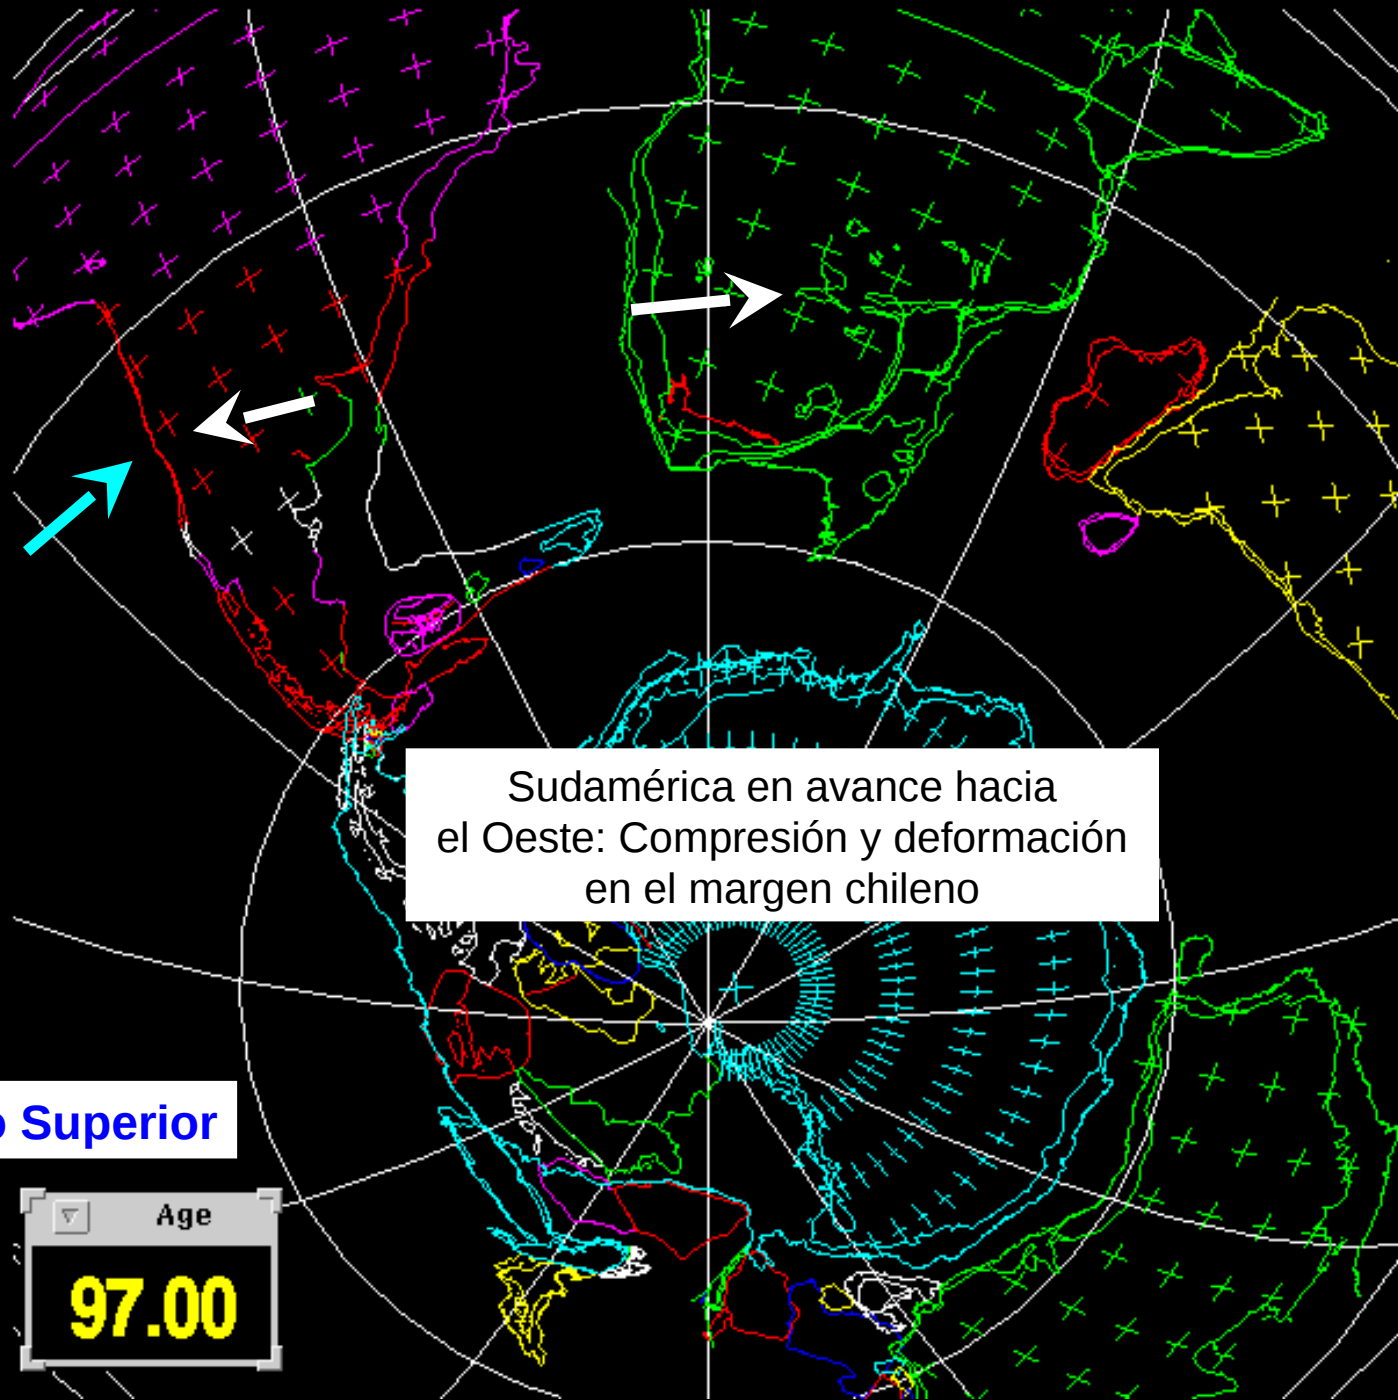 Sudamérica en avance hacia
el Oeste: Compresión y deformación
en el margen chileno
Superior
Age
97.00